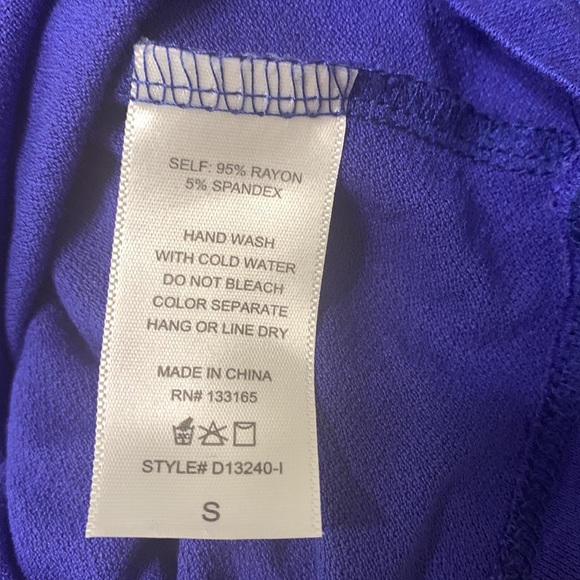 SELF: 95% RAYON
5% SPANDEX
HAND WASH
WITH COLD WATER
DO NOT BLEACH
COLOR SEPARATE
HANG OR LINE DRY
MADE IN CHINA
RN# 133165
STYLE# D13240-I
S